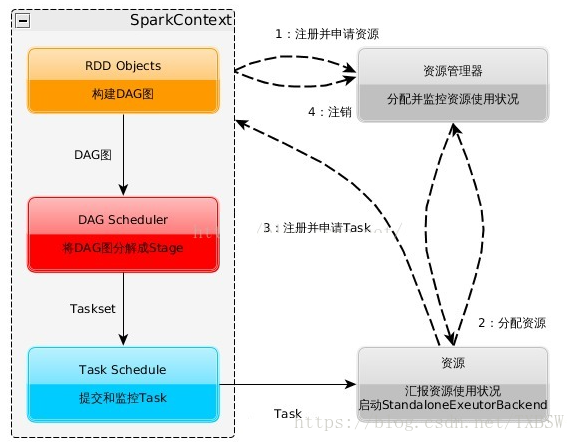 SparkContext
RDD Objects
构建DAG图
DAG图
DAG Scheduler
将DAG图分解成Stage
Taskset
Task Schedule
提交和监控Task
Task
1：注册并申请资源
资源管理器
分配并监控资源使用状况
4：注销
3：注册并申请Task
2：分配资源
资源
汇报资源使用状况
启动StandaloneExeutorBackend
https://blog.csdn.net/TXBSW